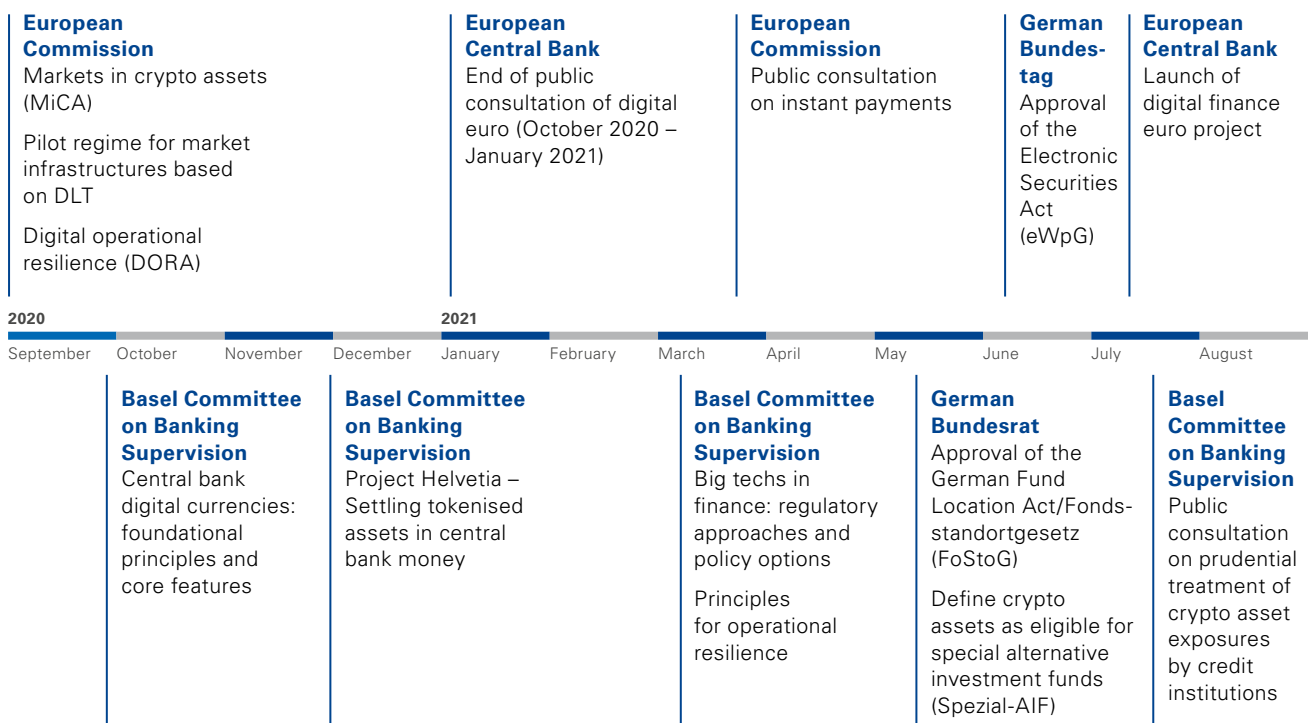 European
Commission
Markets in crypto assets
(MiCA)
Pilot regime for market
infrastructures based
on DLT
Digital operational
resilience (DORA)
European
Central Bank
End of public
consultation of digital
euro (October 2020 –
January 2021)
European
Commission
Public consultation
on instant payments
German
Bundes-
tag
Approval
of the
Electronic
Securities
Act
(eWpG)
European
Central Bank
Launch of
digital finance
euro project
2020
2021
September
October
November
December
January
February
March
April
May
June
July
August
Basel Committee
on Banking
Supervision
Central bank
digital currencies:
foundational
principles and
core features
Basel Committee
on Banking
Supervision
Project Helvetia –
Settling tokenised
assets in central
bank money
Basel Committee
on Banking
Supervision
Big techs in
finance: regulatory
approaches and
policy options
Principles
for operational
resilience
German
Bundesrat
Approval of the
German Fund
Location Act/Fonds-
standortgesetz
(FoStoG)
Define crypto
assets as eligible for
special alternative
investment funds
(Spezial-AIF)
Basel
Committee
on Banking
Supervision
Public
consultation
on prudential
treatment of
crypto asset
exposures
by credit
institutions